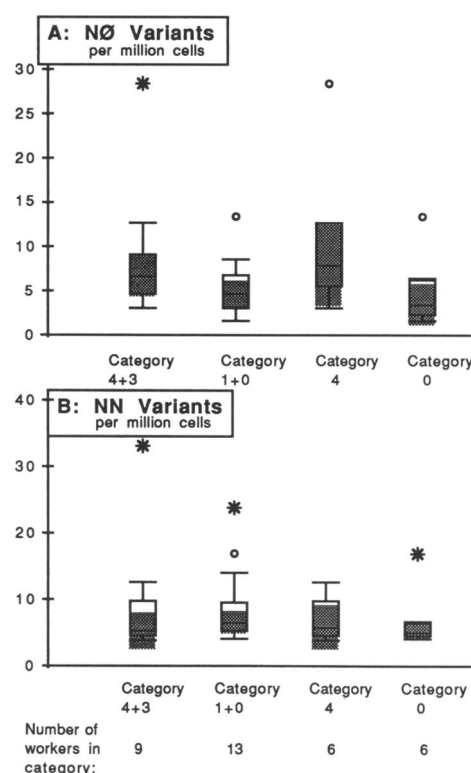 A: NØ Variants
per million cells
30
25
20
15
10
5
0
Category Category Category Category
4+3 1+0 4 0
B: NN Variants
per million cells
40
30
20
10
0
Category Category Category Category
4+3 1+0 4 0
Number of
workers in 9 13 6 6
category: